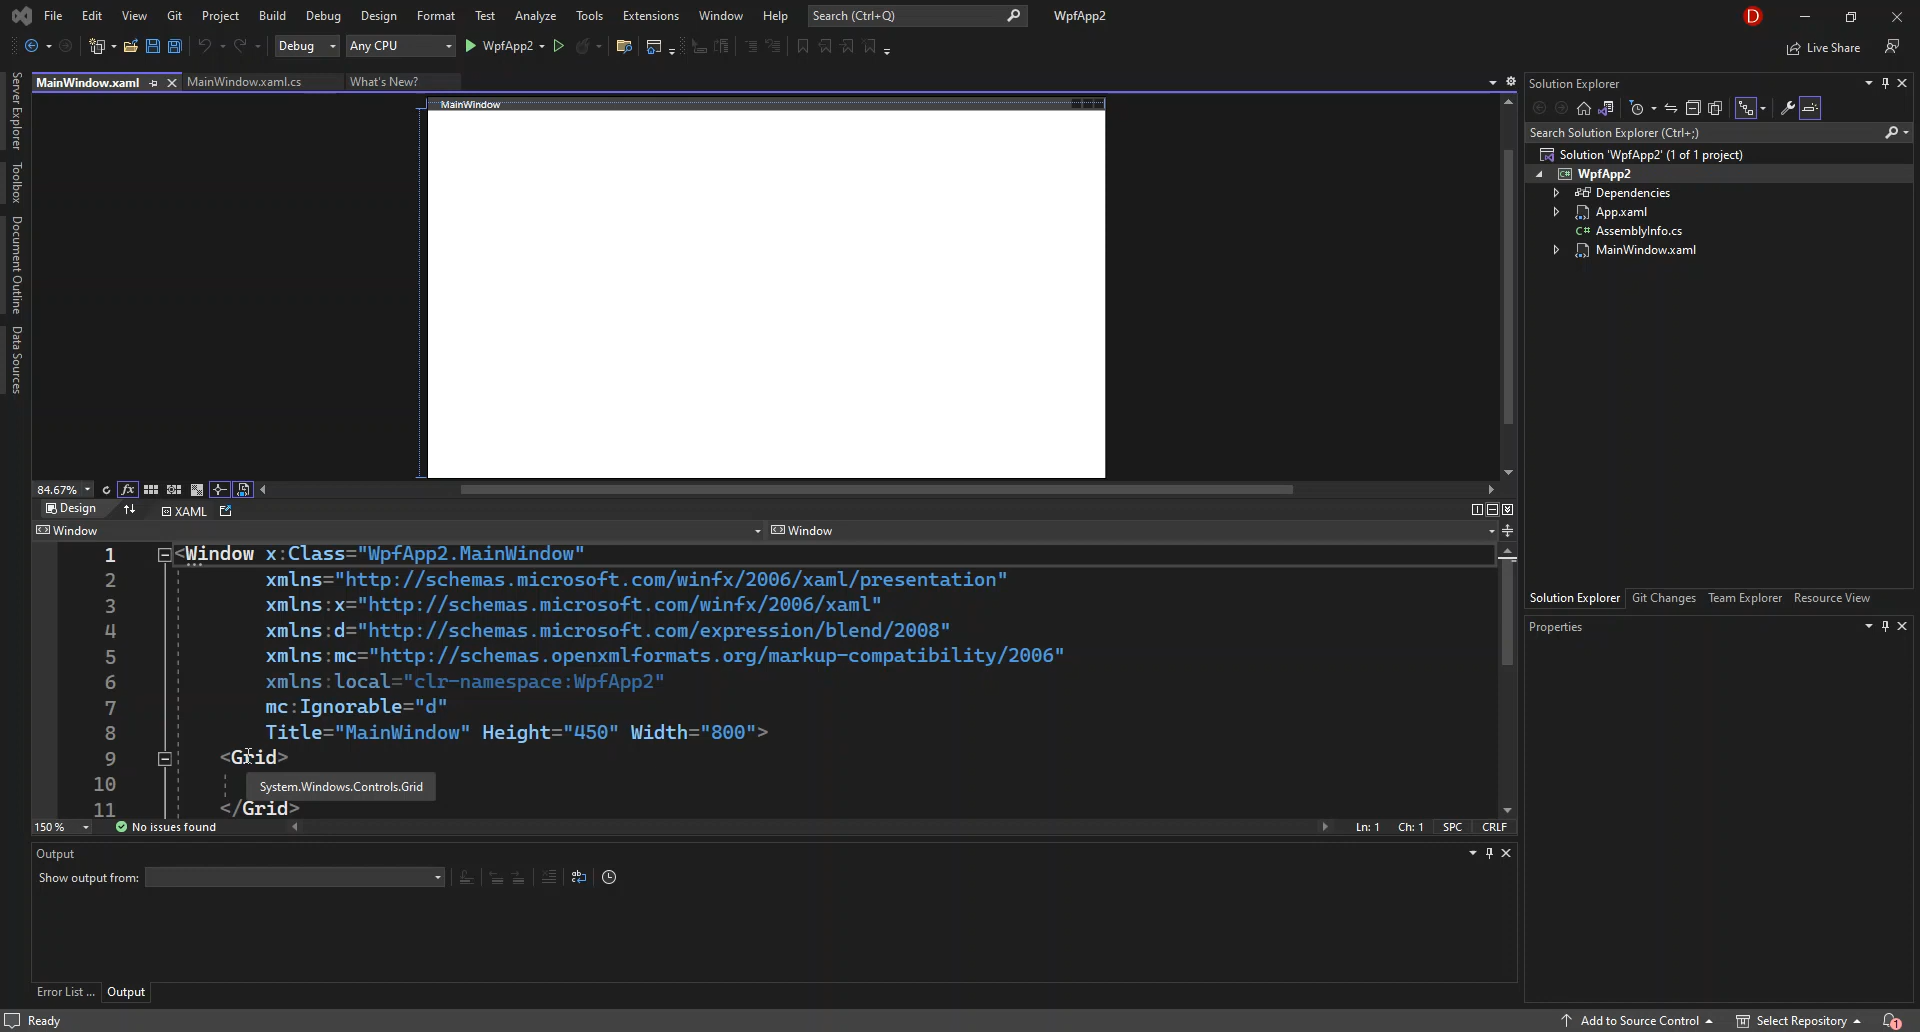 File Edit View Git Project Build Debug Design Format Test Analyze Tools Extensions Window Help Search (Ctrl+Q) WpfApp2 D
Debug Any CPU WpfApp2 Live Share
MainWindow.xaml MainWindow.xaml.cs What's New?
Server Explorer
Toolbox
Document Outline
Data Sources
MainWindow
84.67%
Design XAML
Window Window
1 <Window x:Class="WpfApp2.MainWindow"
2 xmlns="http://schemas.microsoft.com/winfx/2006/xaml/presentation"
3 xmlns:x="http://schemas.microsoft.com/winfx/2006/xaml"
4 xmlns:d="http://schemas.microsoft.com/expression/blend/2008"
5 xmlns:mc="http://schemas.openxmlformats.org/markup-compatibility/2006"
6 xmlns:local="clr-namespace:WpfApp2"
7 mc:Ignorable="d"
8 Title="MainWindow" Height="450" Width="800">
9 <Grid>
10
System.Windows.Controls.Grid
11 </Grid>
150 % No issues found Ln: 1 Ch: 1 SPC CRLF
Output
Show output from:
Error List ... Output
Solution Explorer
Search Solution Explorer (Ctrl+;)
Solution 'WpfApp2' (1 of 1 project)
C# WpfApp2
Dependencies
App.xaml
C# AssemblyInfo.cs
MainWindow.xaml
Solution Explorer Git Changes Team Explorer Resource View
Properties
Ready Add to Source Control Select Repository 1